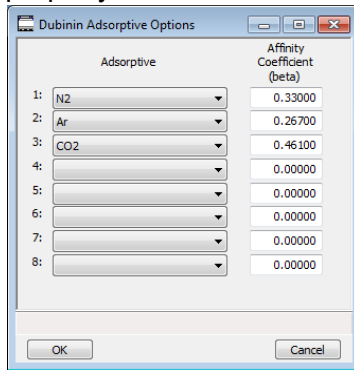 Dubinin Adsorptive Options
Adsorptive
Affinity
Coefficient
(beta)
1: N2 0.33000
2: Ar 0.26700
3: CO2 0.46100
4: 0.00000
5: 0.00000
6: 0.00000
7: 0.00000
8: 0.00000
OK Cancel